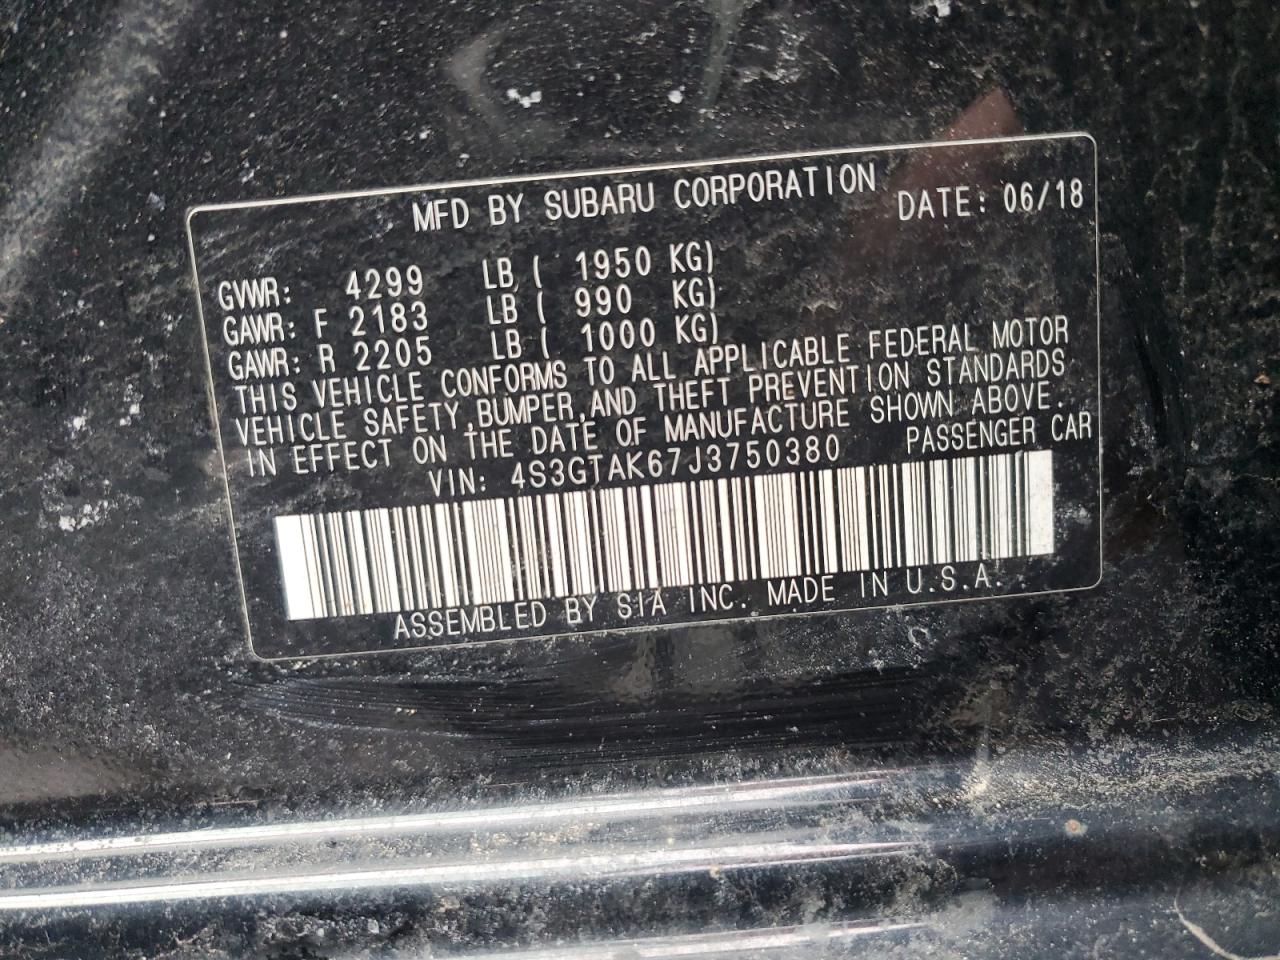 MFD BY SUBARU CORPORATION DATE: 06/18
GVWR: 4299 LB ( 1950 KG)
GAWR: F 2183 LB ( 990 KG)
GAWR: R 2205 LB ( 1000 KG)
THIS VEHICLE CONFORMS TO ALL APPLICABLE FEDERAL MOTOR
VEHICLE SAFETY,BUMPER,AND THEFT PREVENTION STANDARDS
IN EFFECT ON THE DATE OF MANUFACTURE SHOWN ABOVE.
VIN: 4S3GTAK67J3750380 PASSENGER CAR
ASSEMBLED BY SIA INC. MADE IN U.S.A.